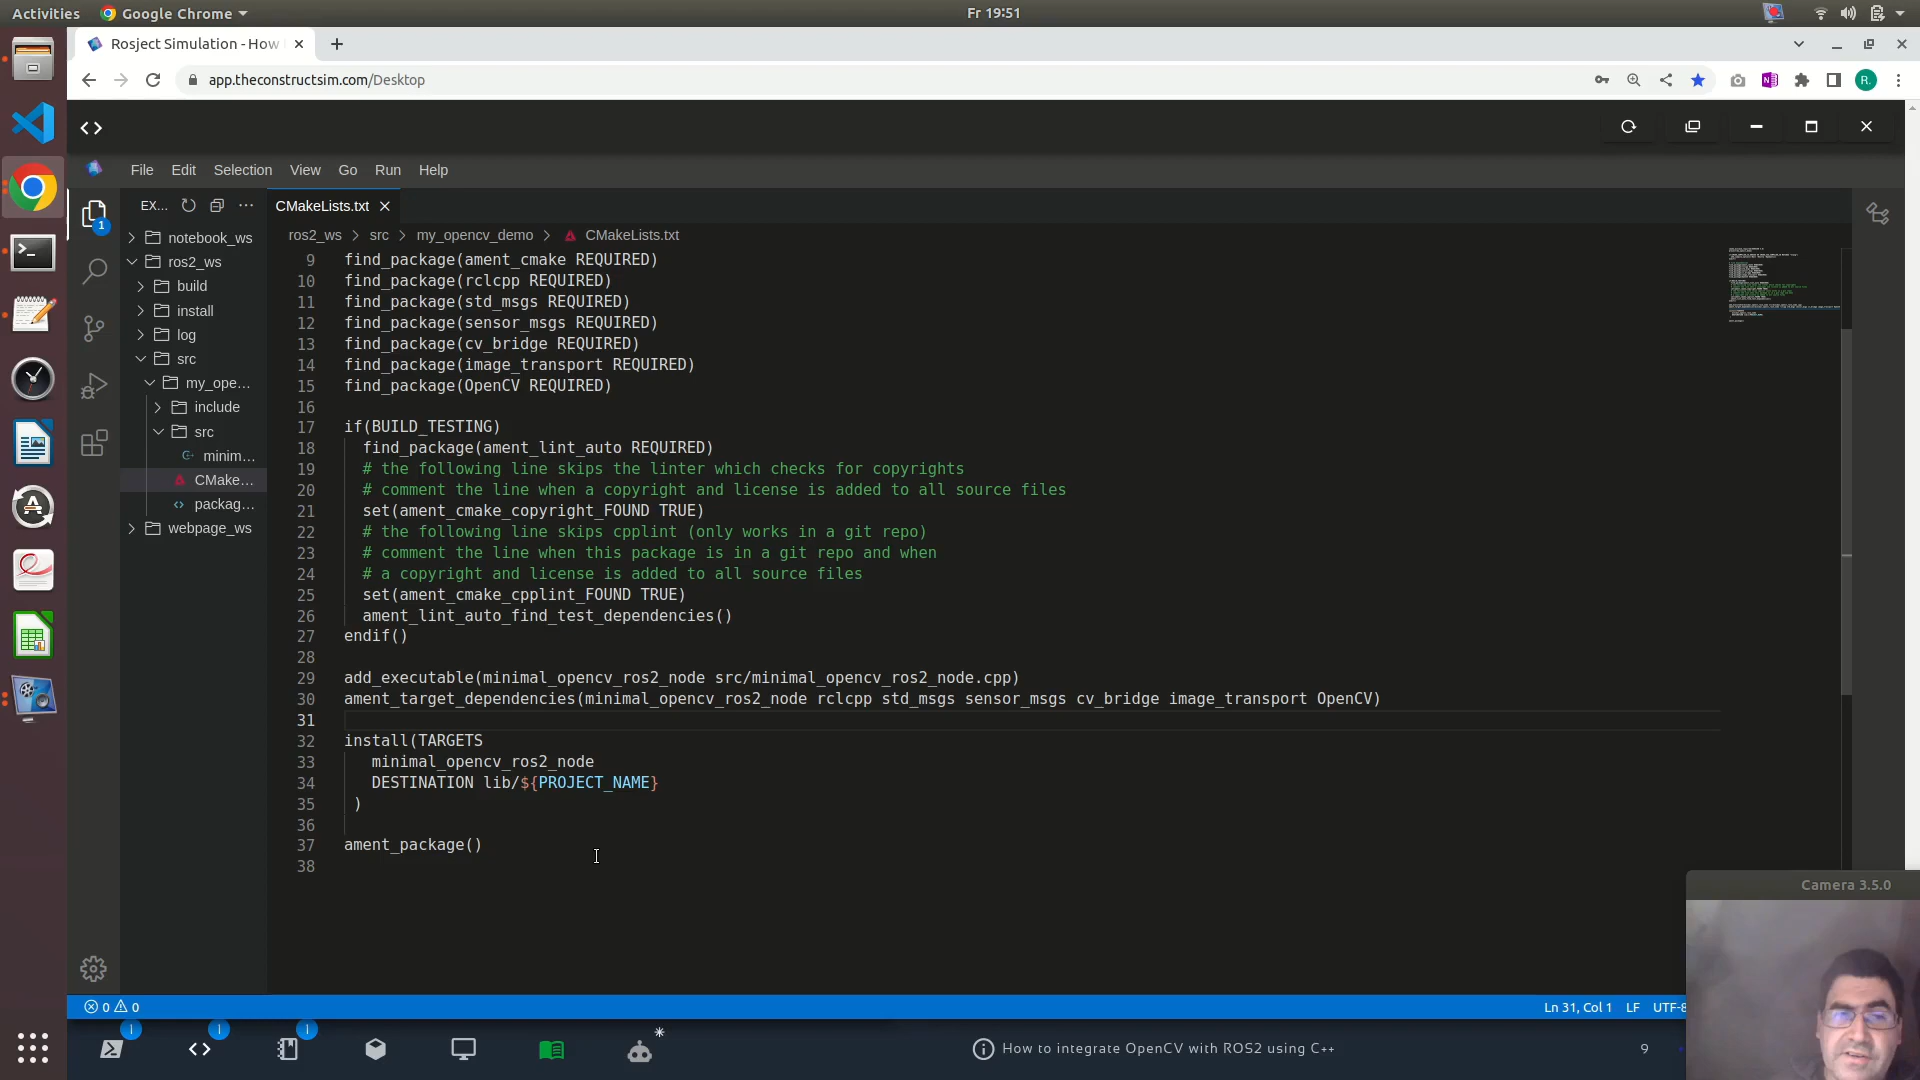 Activities
Google Chrome
Fr 19:51
Rosject Simulation - How
app.theconstructsim.com/Desktop
R.
File Edit Selection View Go Run Help
EX...
CMakeLists.txt
1
ros2_ws > src > my_opencv_demo > CMakeLists.txt
notebook_ws
ros2_ws
build
install
log
src
my_ope...
include
src
minim...
CMake...
packag...
webpage_ws
9 find_package(ament_cmake REQUIRED)
10 find_package(rclcpp REQUIRED)
11 find_package(std_msgs REQUIRED)
12 find_package(sensor_msgs REQUIRED)
13 find_package(cv_bridge REQUIRED)
14 find_package(image_transport REQUIRED)
15 find_package(OpenCV REQUIRED)
16
17 if(BUILD_TESTING)
18 find_package(ament_lint_auto REQUIRED)
19 # the following line skips the linter which checks for copyrights
20 # comment the line when a copyright and license is added to all source files
21 set(ament_cmake_copyright_FOUND TRUE)
22 # the following line skips cpplint (only works in a git repo)
23 # comment the line when this package is in a git repo and when
24 # a copyright and license is added to all source files
25 set(ament_cmake_cpplint_FOUND TRUE)
26 ament_lint_auto_find_test_dependencies()
27 endif()
28
29 add_executable(minimal_opencv_ros2_node src/minimal_opencv_ros2_node.cpp)
30 ament_target_dependencies(minimal_opencv_ros2_node rclcpp std_msgs sensor_msgs cv_bridge image_transport OpenCV)
31
32 install(TARGETS
33 minimal_opencv_ros2_node
34 DESTINATION lib/${PROJECT_NAME}
35 )
36
37 ament_package()
38
Camera 3.5.0
0 0
Ln 31, Col 1 LF UTF-8
How to integrate OpenCV with ROS2 using C++
9